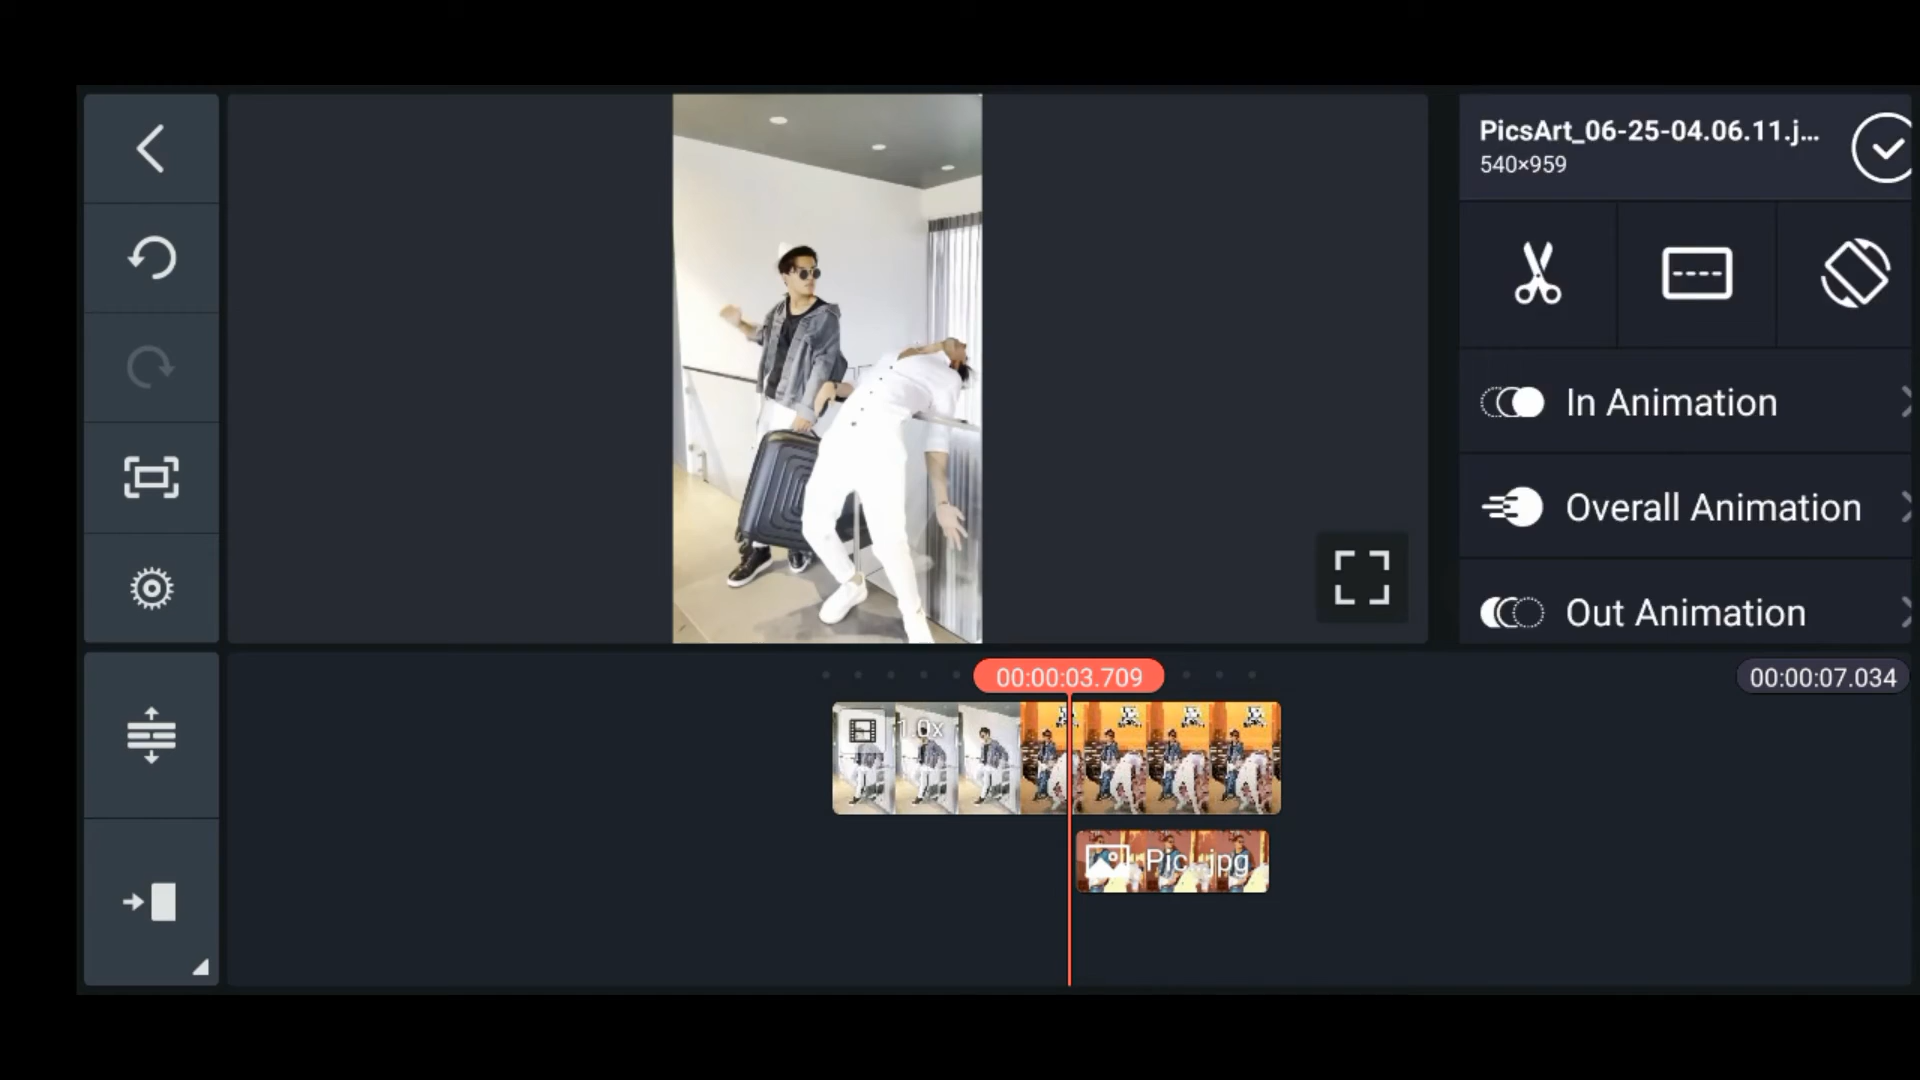 PicsArt_06-25-04.06.11.j...
540×959
In Animation
Overall Animation
Out Animation
00:00:03.709
00:00:07.034
1.0x
Pic...jpg